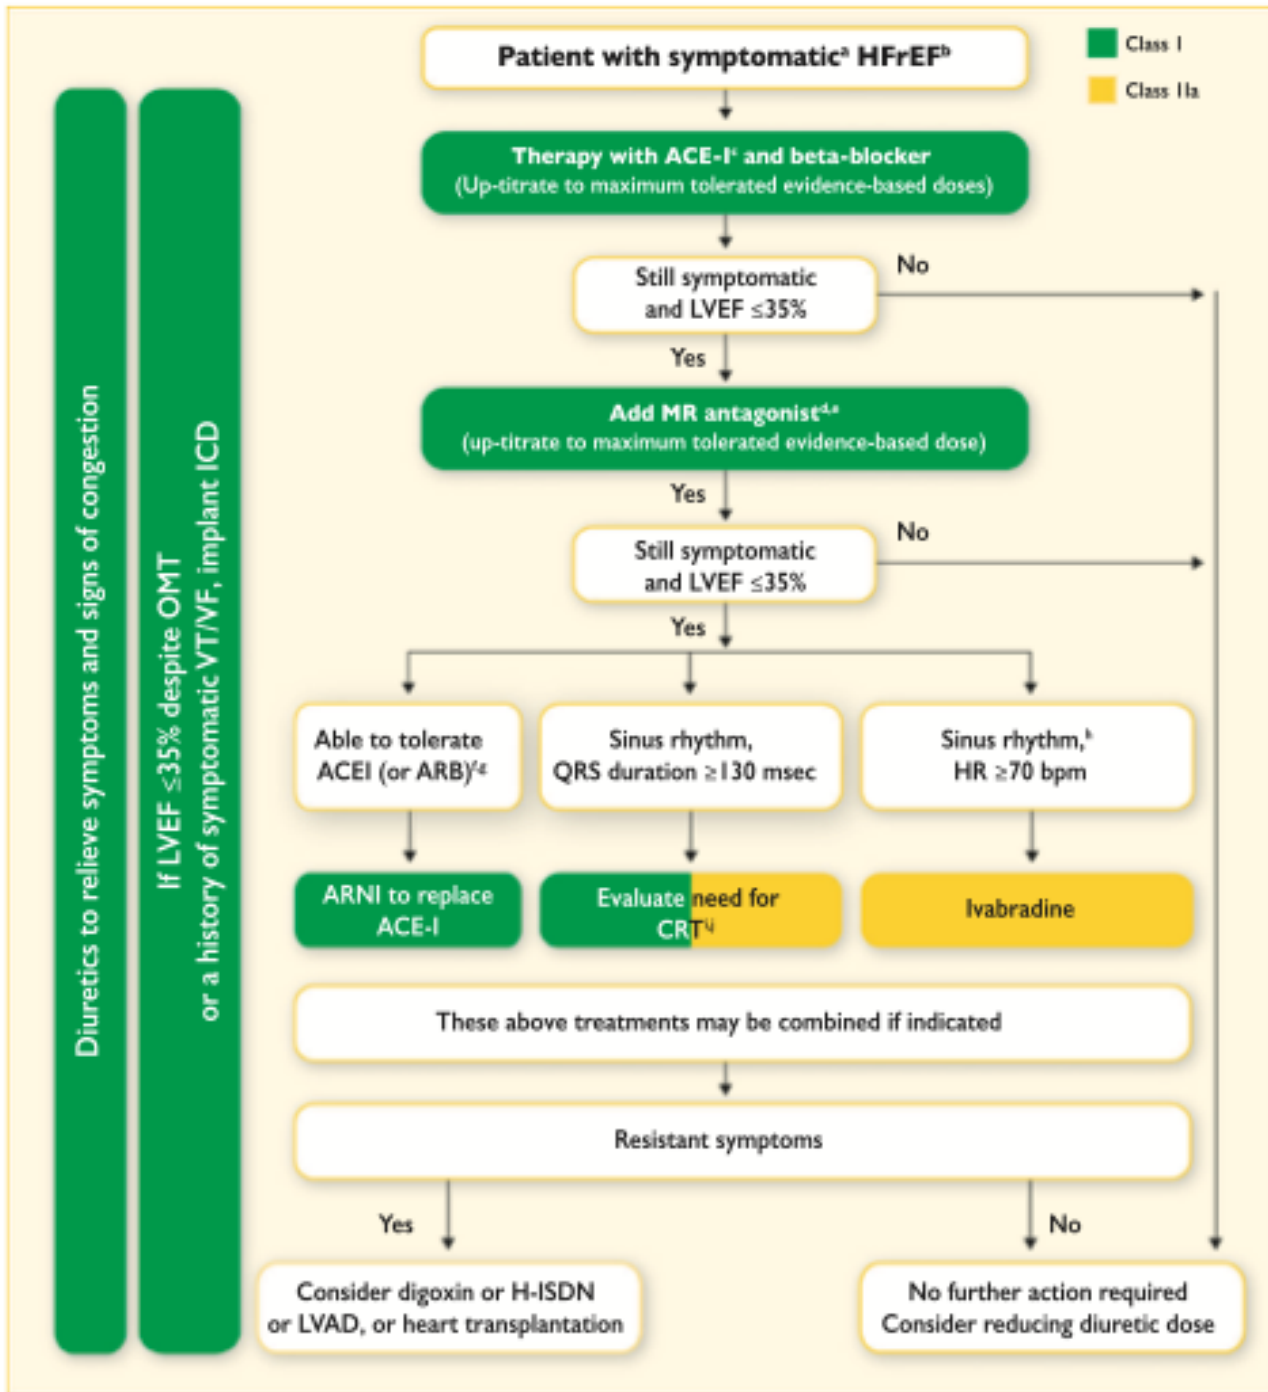 Patient with symptomaticᵃ HFrEFᵇ
Class I
Class IIa
Therapy with ACE-Iᶜ and beta-blocker
(Up-titrate to maximum tolerated evidence-based doses)
Still symptomatic
and LVEF ≤35%
No
Yes
Add MR antagonistᵈ,ᵉ
(up-titrate to maximum tolerated evidence-based dose)
Yes
Still symptomatic
and LVEF ≤35%
No
Yes
Able to tolerate
ACEI (or ARB)ᶠ,ᵍ
Sinus rhythm,
QRS duration ≥130 msec
Sinus rhythm,ʰ
HR ≥70 bpm
ARNI to replace
ACE-I
Evaluate need for
CRTⁱ,ʲ
Ivabradine
These above treatments may be combined if indicated
Resistant symptoms
Yes
No
Consider digoxin or H-ISDN
or LVAD, or heart transplantation
No further action required
Consider reducing diuretic dose
Diuretics to relieve symptoms and signs of congestion
If LVEF ≤35% despite OMT
or a history of symptomatic VT/VF, implant ICD